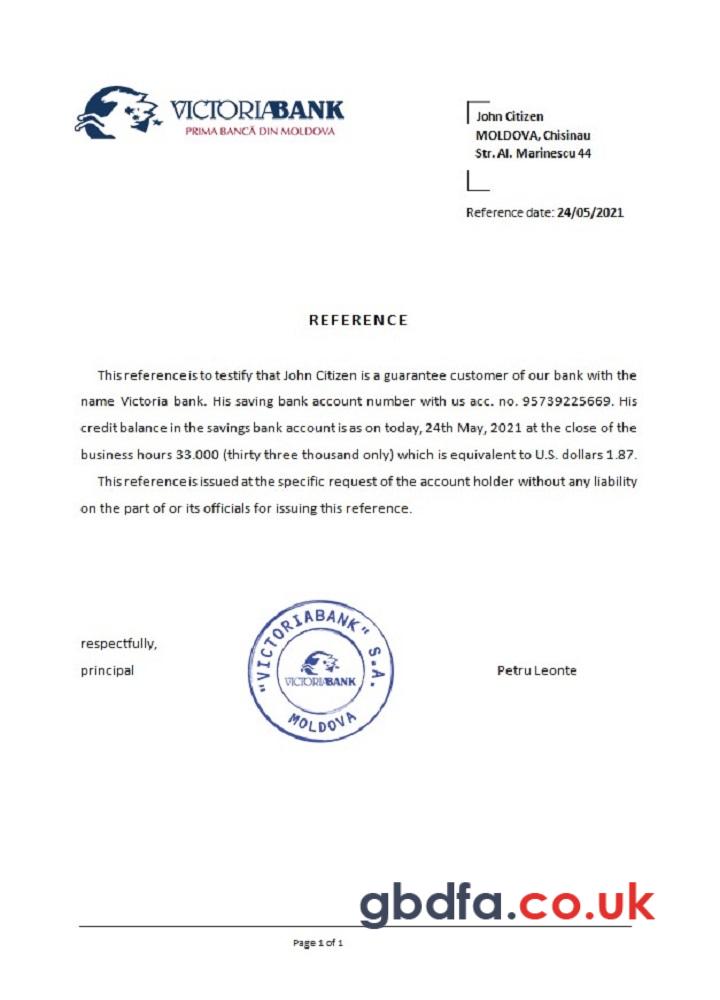 VICTORIABANK
PRIMA BANCĂ DIN MOLDOVA
John Citizen
MOLDOVA, Chisinau
Str. Al. Marinescu 44
Reference date: 24/05/2021
REFERENCE
This reference is to testify that John Citizen is a guarantee customer of our bank with the
name Victoria bank. His saving bank account number with us acc. no. 95739225669. His
credit balance in the savings bank account is as on today, 24th May, 2021 at the close of the
business hours 33.000 (thirty three thousand only) which is equivalent to U.S. dollars 1.87.
This reference is issued at the specific request of the account holder without any liability
on the part of or its officials for issuing this reference.
respectfully,
principal
"VICTORIABANK" S.A.
VICTORIABANK
MOLDOVA
Petru Leonte
gbdfa.co.uk
Page 1 of 1